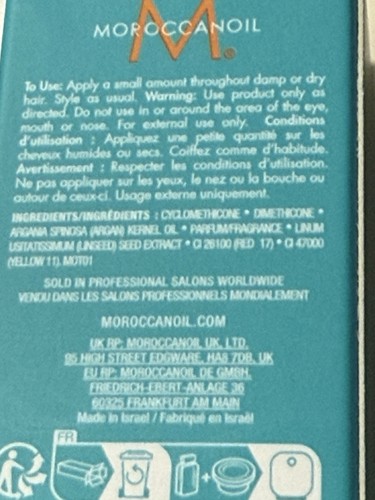 MOROCCANOIL
M
To Use: Apply a small amount throughout damp or dry
hair. Style as usual. Warning: Use product only as
directed. Do not use in or around the area of the eye,
mouth or nose. For external use only. Conditions
d'utilisation : Appliquez une petite quantité sur les
cheveux humides ou secs. Coiffez comme d'habitude.
Avertissement : Respecter les conditions d'utilisation.
Ne pas appliquer sur les yeux, le nez ou la bouche ou
autour de ceux-ci. Usage externe uniquement.
INGREDIENTS/INGRÉDIENTS : CYCLOMETHICONE • DIMETHICONE •
ARGANIA SPINOSA (ARGAN) KERNEL OIL • PARFUM/FRAGRANCE • LINUM
USITATISSIMUM (LINSEED) SEED EXTRACT • CI 26100 (RED 17) • CI 47000
(YELLOW 11). MOT01
SOLD IN PROFESSIONAL SALONS WORLDWIDE
VENDU DANS LES SALONS PROFESSIONNELS MONDIALEMENT
MOROCCANOIL.COM
UK RP: MOROCCANOIL UK, LTD.
95 HIGH STREET EDGWARE, HA8 7DB, UK
EU RP: MOROCCANOIL DE GMBH.
FRIEDRICH-EBERT-ANLAGE 36
60325 FRANKFURT AM MAIN
Made in Israel / Fabriqué en Israël
FR
+